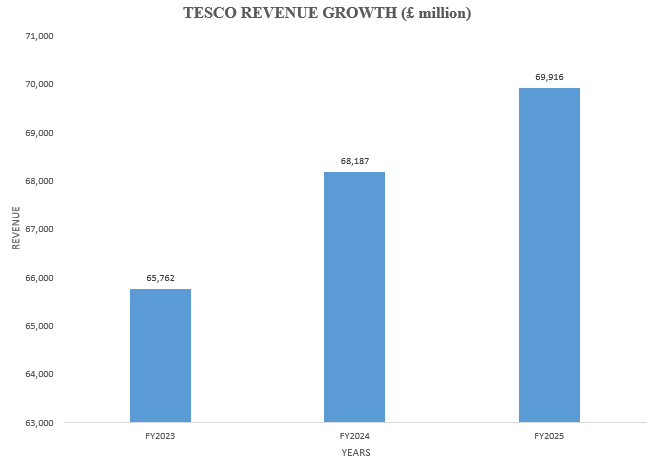 TESCO REVENUE GROWTH (£ million)
71,000
70,000
69,000
68,000
67,000
66,000
65,000
64,000
63,000
REVENUE
65,762
68,187
69,916
FY2023
FY2024
FY2025
YEARS